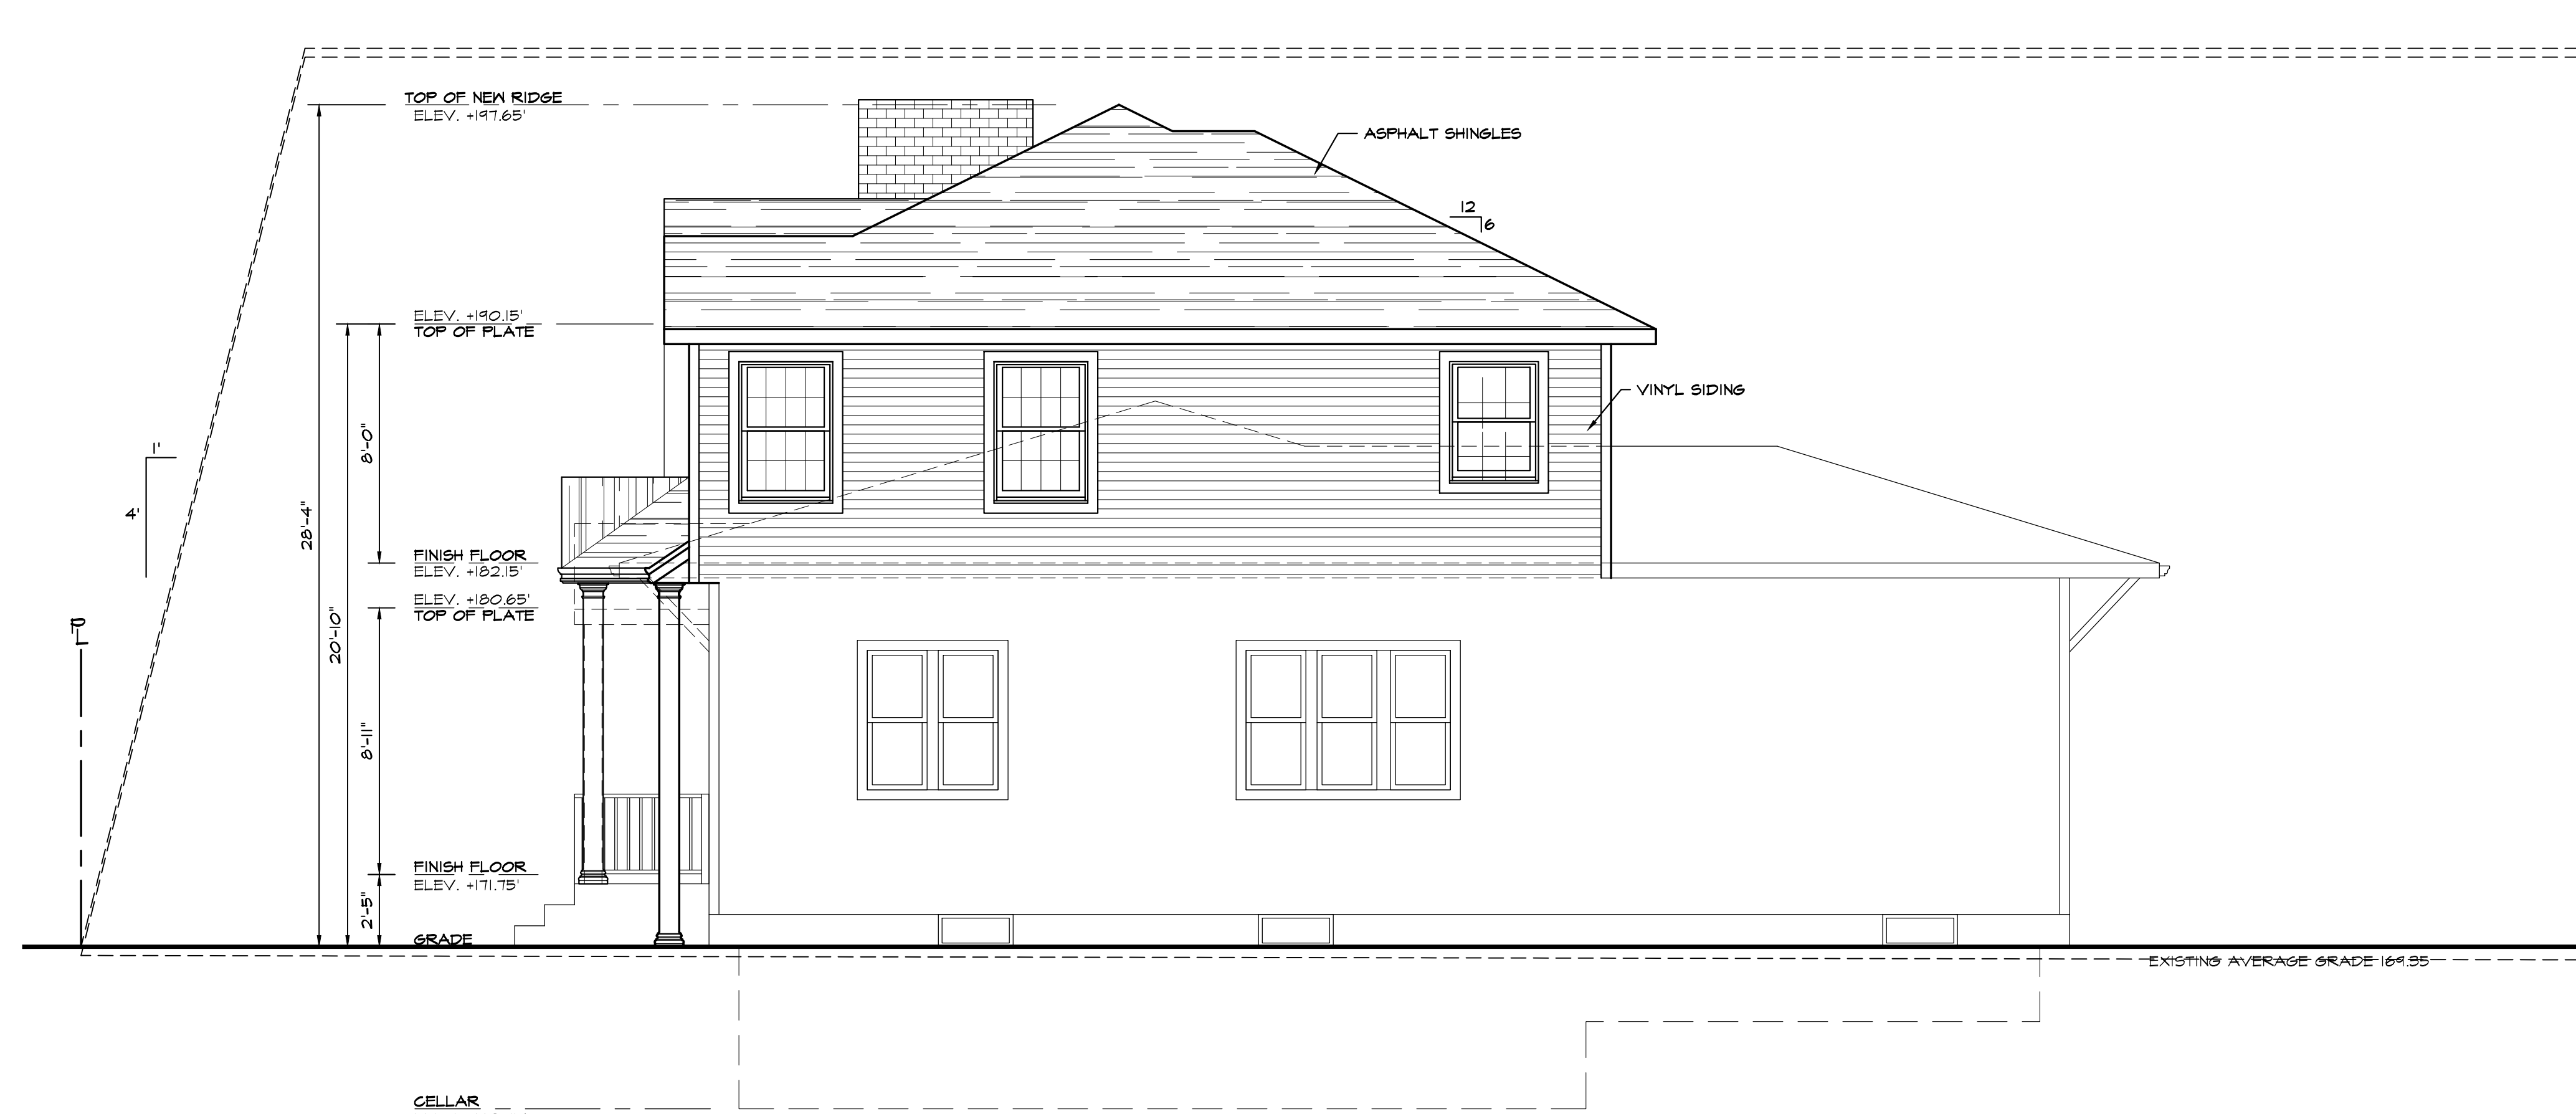 TOP OF NEW RIDGE
ELEV. +197.65'
ASPHALT SHINGLES
12
6
ELEV. +190.15'
TOP OF PLATE
VINYL SIDING
8'-0"
1'
4'
28'-4"
FINISH FLOOR
ELEV. +182.15'
ELEV. +180.65'
TOP OF PLATE
20'-10"
8'-11"
FINISH FLOOR
ELEV. +171.75'
2'-5"
GRADE
EXISTING AVERAGE GRADE 169.35
CELLAR